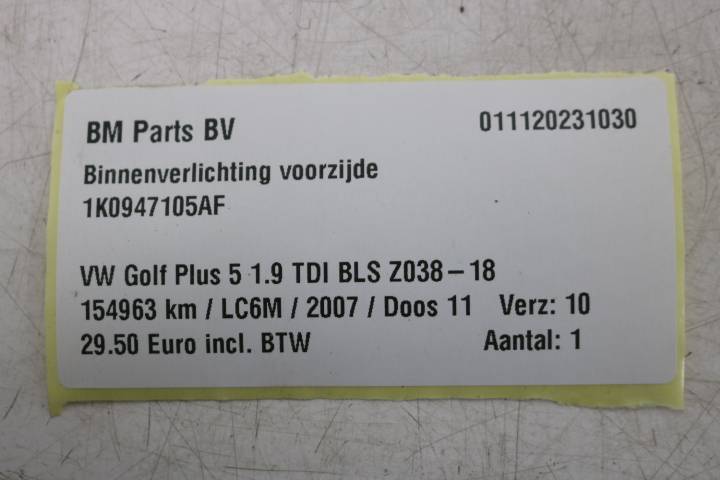 BM Parts BV 011120231030
Binnenverlichting voorzijde
1K0947105AF
VW Golf Plus 5 1.9 TDI BLS Z038-18
154963 km / LC6M / 2007 / Doos 11 Verz: 10
29.50 Euro incl. BTW Aantal: 1